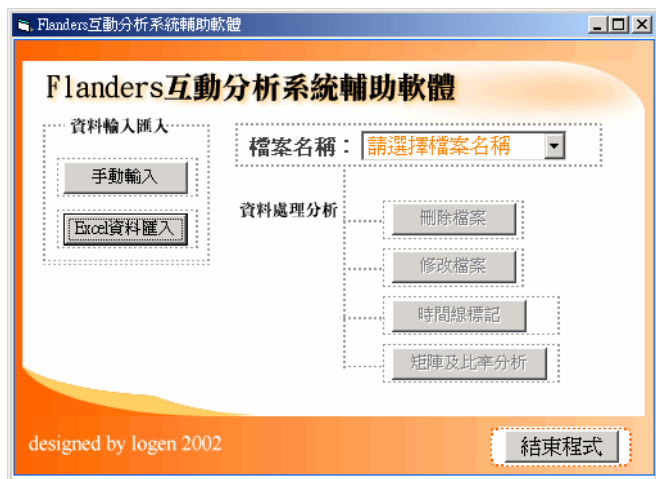 Flanders互動分析系統輔助軟體
Flanders互動分析系統輔助軟體
資料輸入匯入
手動輸入
Excel資料匯入
檔案名稱：
請選擇檔案名稱
資料處理分析
刪除檔案
修改檔案
時間線標記
矩陣及比率分析
designed by logen 2002
結束程式